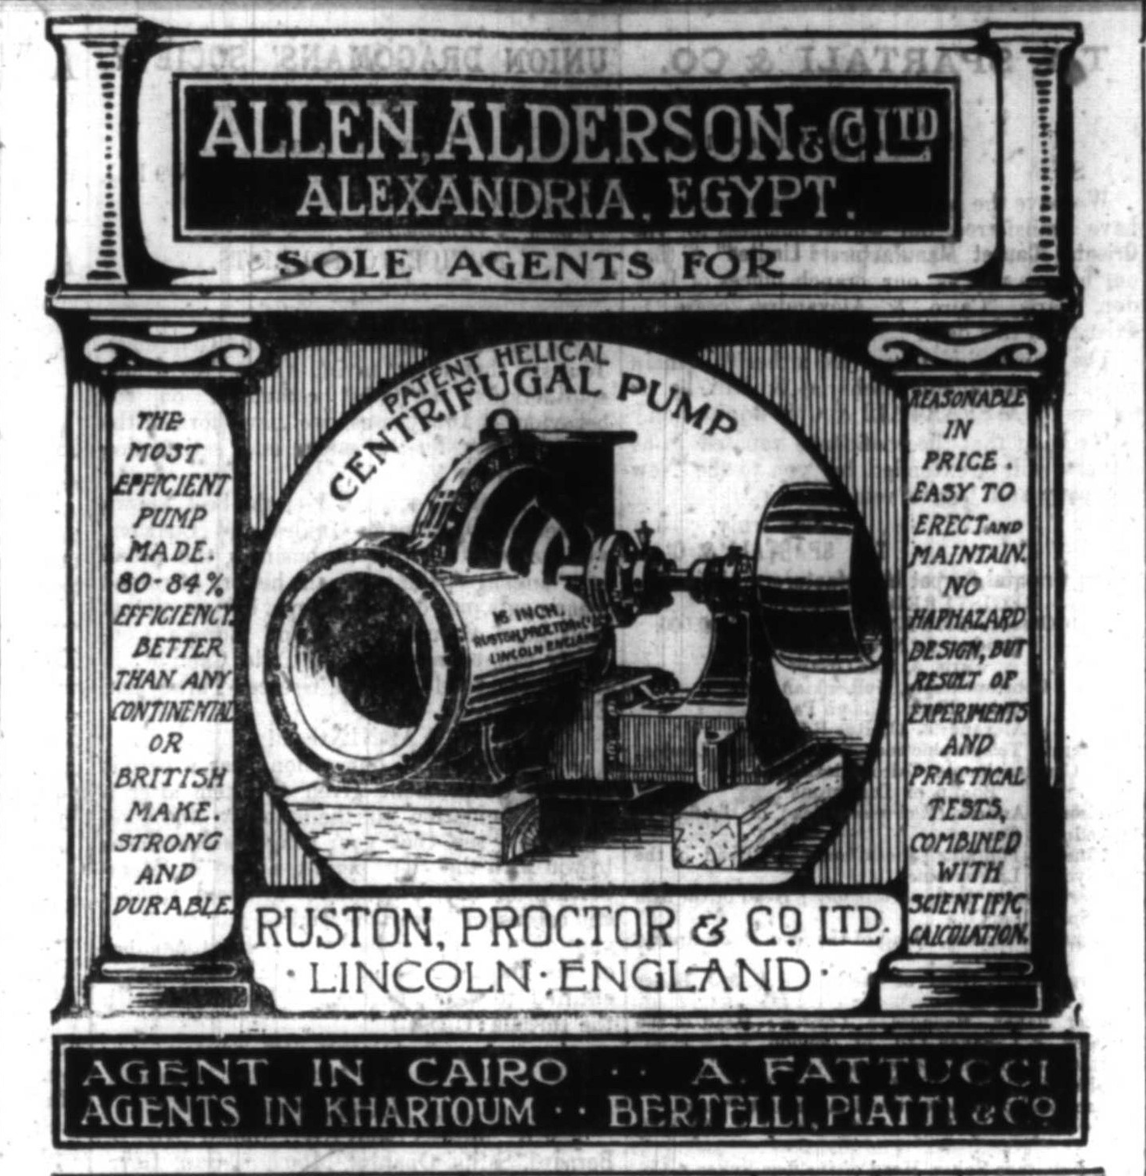 ALLEN, ALDERSON & Co LTD
ALEXANDRIA, EGYPT.
SOLE AGENTS FOR
PATENT HELICAL
CENTRIFUGAL PUMP
THE
MOST
EFFICIENT
PUMP
MADE.
80-84%
EFFICIENCY.
BETTER
THAN ANY
CONTINENTAL
OR
BRITISH
MAKE.
STRONG
AND
DURABLE.
16 INCH.
RUSTON, PROCTOR & Co
LINCOLN ENGLAND
REASONABLE
IN
PRICE.
EASY TO
ERECT AND
MAINTAIN.
NO
HAPHAZARD
DESIGN, BUT
RESULT OF
EXPERIMENTS
AND
PRACTICAL
TESTS,
COMBINED
WITH
SCIENTIFIC
CALCULATION.
RUSTON, PROCTOR & Co LTD.
· LINCOLN · ENGLAND ·
AGENT IN CAIRO ·· A. FATTUCCI
AGENTS IN KHARTOUM ·· BERTELLI, PIATTI & Co